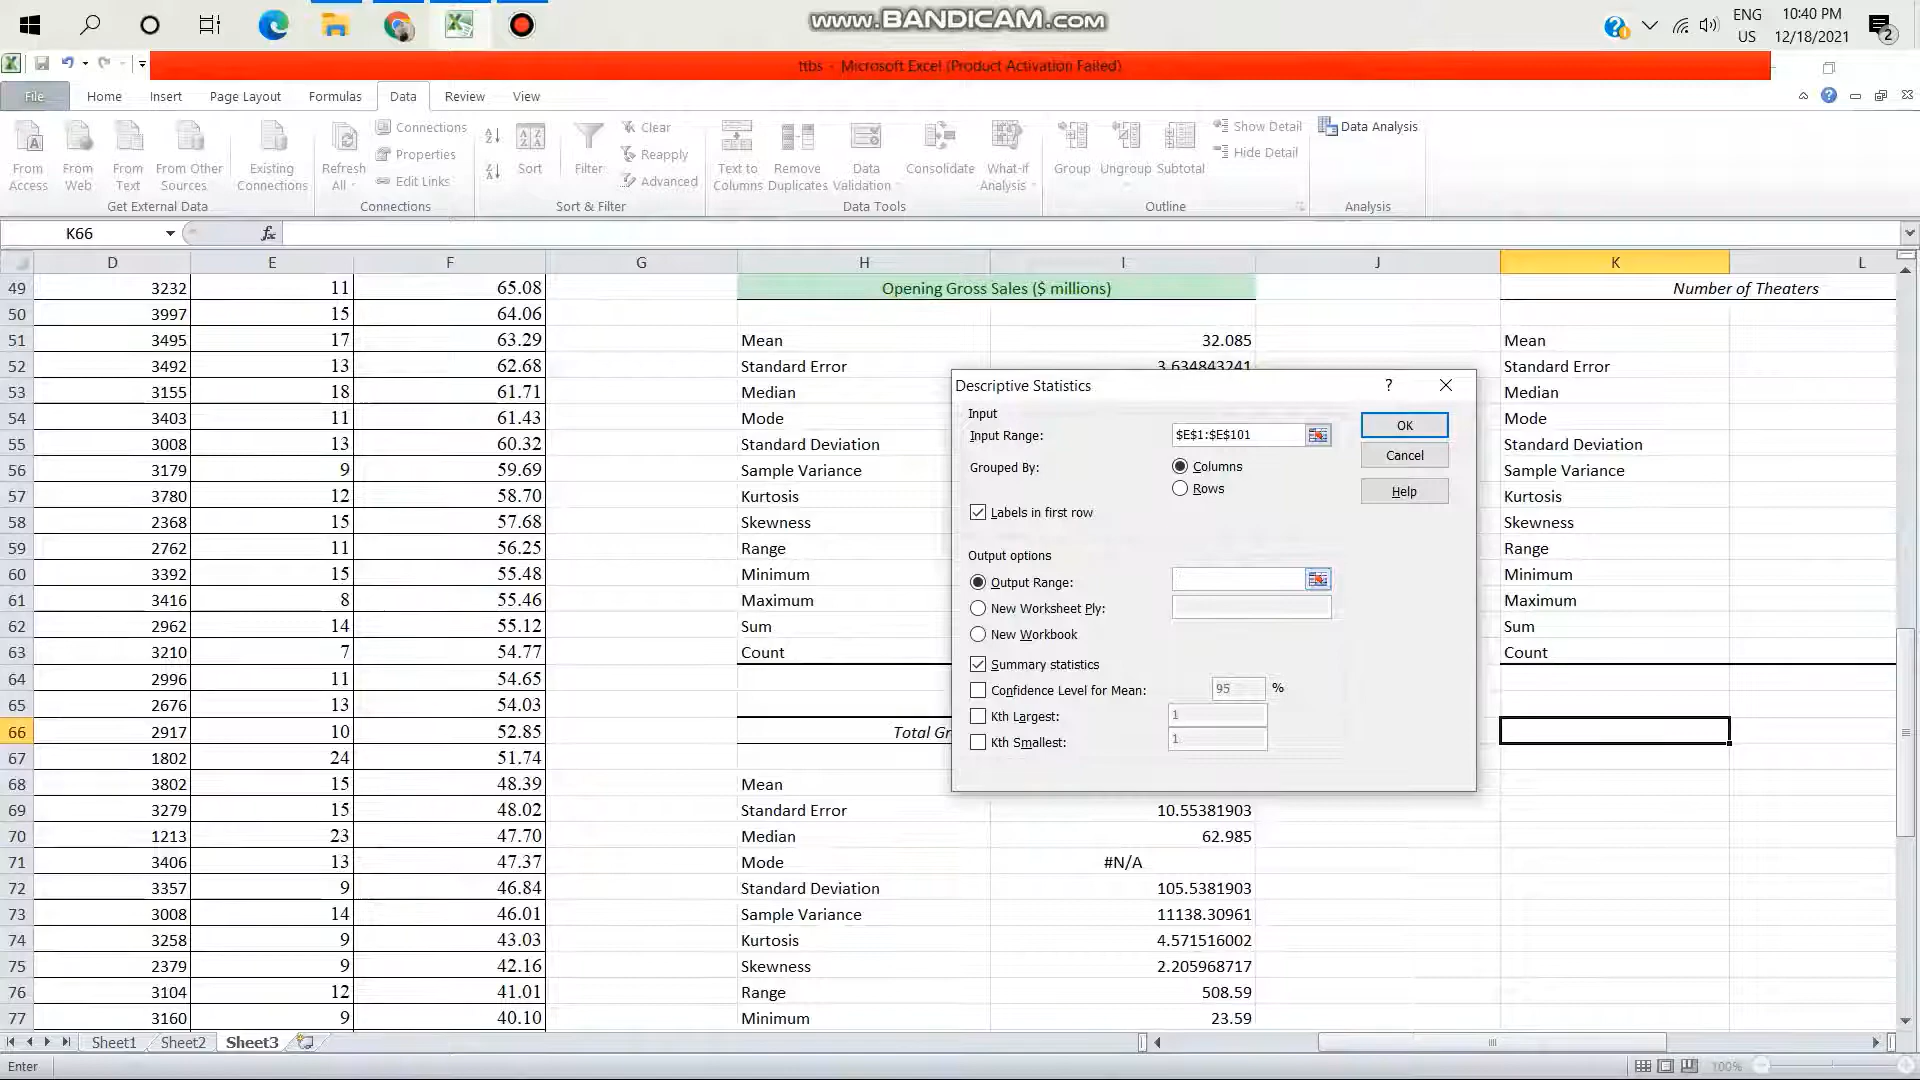 www.BANDICAM.com
ENG
US
10:40 PM
12/18/2021
2
ttbs - Microsoft Excel (Product Activation Failed)
File Home Insert Page Layout Formulas Data Review View
From Access
From Web
From Text
From Other Sources
Existing Connections
Get External Data
Refresh All
Connections
Properties
Edit Links
Connections
Sort
Filter
Clear
Reapply
Advanced
Sort & Filter
Text to Columns
Remove Duplicates
Data Validation
Consolidate
What-If Analysis
Data Tools
Group
Ungroup
Subtotal
Show Detail
Hide Detail
Outline
Data Analysis
Analysis
K66
fx
D E F G H I J K L
49 3232 11 65.08 Opening Gross Sales ($ millions) Number of Theaters
50 3997 15 64.06
51 3495 17 63.29 Mean 32.085 Mean
52 3492 13 62.68 Standard Error 3.634843241 Standard Error
53 3155 18 61.71 Median Median
54 3403 11 61.43 Mode Mode
55 3008 13 60.32 Standard Deviation Standard Deviation
56 3179 9 59.69 Sample Variance Sample Variance
57 3780 12 58.70 Kurtosis Kurtosis
58 2368 15 57.68 Skewness Skewness
59 2762 11 56.25 Range Range
60 3392 15 55.48 Minimum Minimum
61 3416 8 55.46 Maximum Maximum
62 2962 14 55.12 Sum Sum
63 3210 7 54.77 Count Count
64 2996 11 54.65
65 2676 13 54.03
66 2917 10 52.85 Total Gr
67 1802 24 51.74
68 3802 15 48.39 Mean
69 3279 15 48.02 Standard Error 10.55381903
70 1213 23 47.70 Median 62.985
71 3406 13 47.37 Mode #N/A
72 3357 9 46.84 Standard Deviation 105.5381903
73 3008 14 46.01 Sample Variance 11138.30961
74 3258 9 43.03 Kurtosis 4.571516002
75 2379 9 42.16 Skewness 2.205968717
76 3104 12 41.01 Range 508.59
77 3160 9 40.10 Minimum 23.59
Descriptive Statistics ?
Input
Input Range: $E$1:$E$101
Grouped By: Columns
Rows
Labels in first row
OK
Cancel
Help
Output options
Output Range:
New Worksheet Ply:
New Workbook
Summary statistics
Confidence Level for Mean: 95 %
Kth Largest: 1
Kth Smallest: 1
Sheet1 Sheet2 Sheet3
Enter
100%